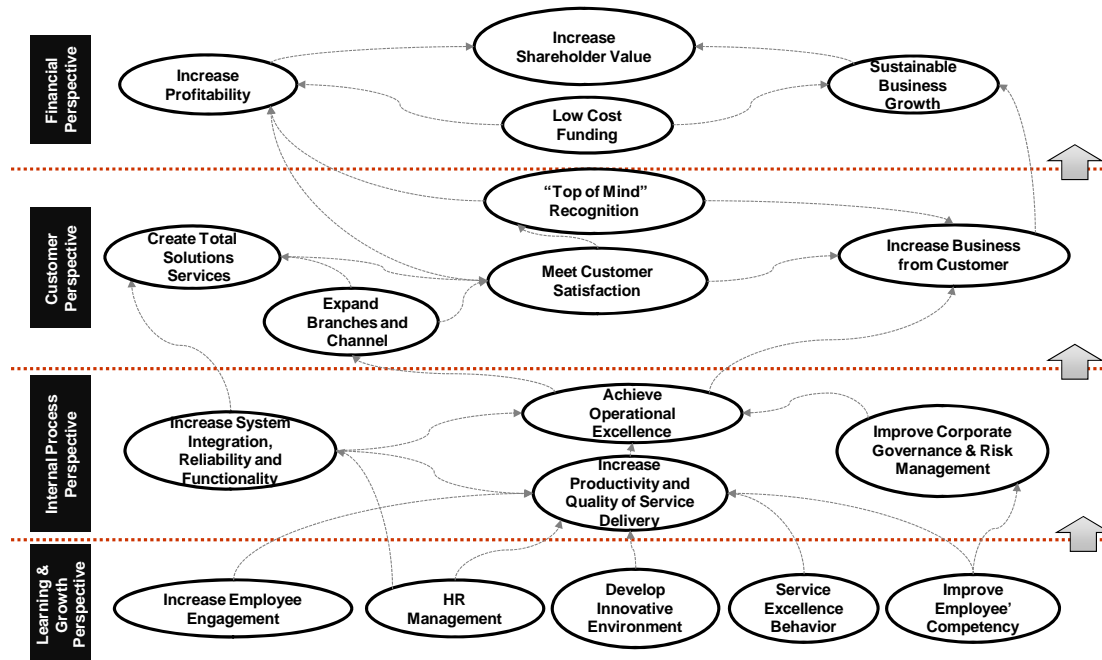 Financial
Perspective
Increase
Shareholder Value
Increase
Profitability
Sustainable
Business
Growth
Low Cost
Funding
Customer
Perspective
“Top of Mind”
Recognition
Create Total
Solutions
Services
Increase Business
from Customer
Meet Customer
Satisfaction
Expand
Branches and
Channel
Internal Process
Perspective
Achieve
Operational
Excellence
Increase System
Integration,
Reliability and
Functionality
Improve Corporate
Governance & Risk
Management
Increase
Productivity and
Quality of Service
Delivery
Learning &
Growth
Perspective
Increase Employee
Engagement
HR
Management
Develop
Innovative
Environment
Service
Excellence
Behavior
Improve
Employee’
Competency